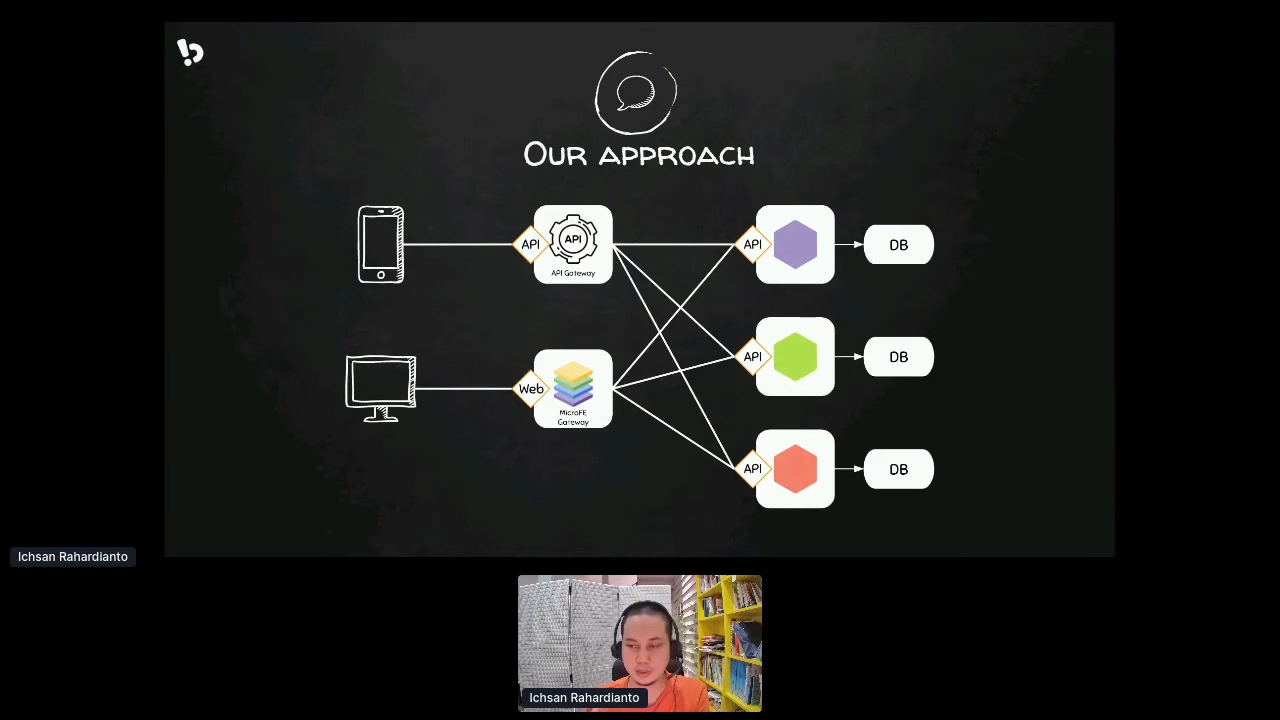 OUR APPROACH
API
API
API Gateway
API
DB
API
DB
Web
MicroFE
Gateway
API
DB
Ichsan Rahardianto
Ichsan Rahardianto